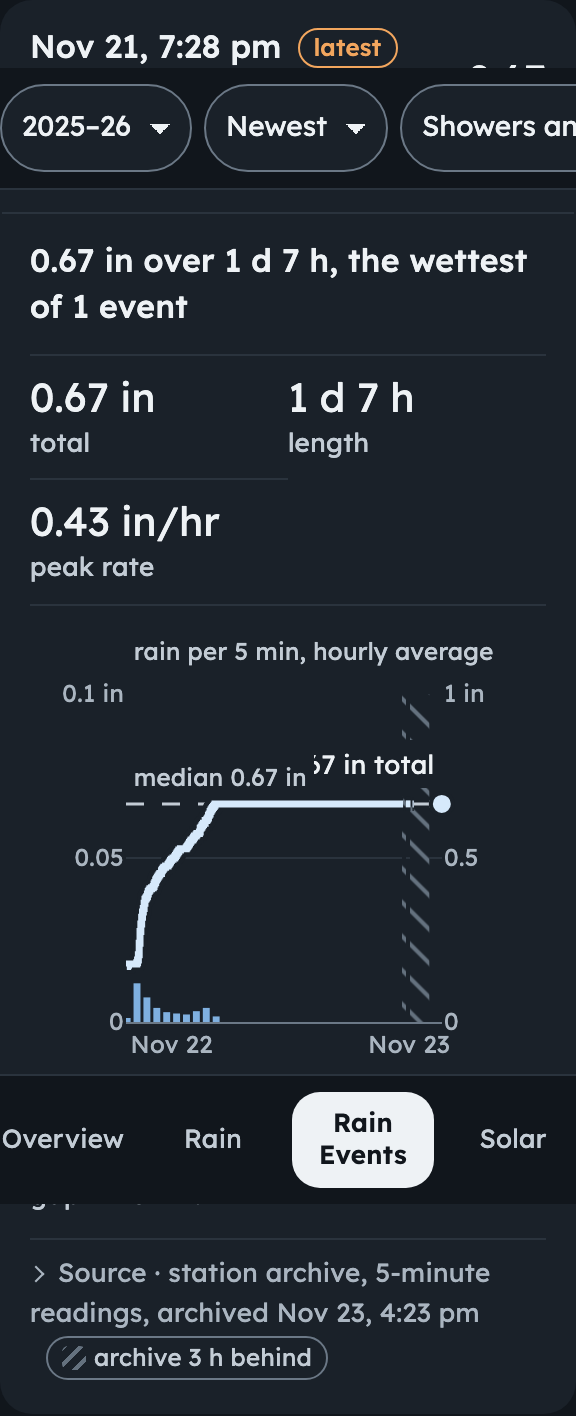 Nov 21, 7:28 pm latest
2025–26 Newest Showers an
0.67 in over 1 d 7 h, the wettest
of 1 event
0.67 in 1 d 7 h
total length
0.43 in/hr
peak rate
rain per 5 min, hourly average
0.1 in 1 in
67 in total
median 0.67 in
0.05 0.5
0 0
Nov 22 Nov 23
Overview Rain Rain
Events Solar
> Source · station archive, 5-minute
readings, archived Nov 23, 4:23 pm
archive 3 h behind